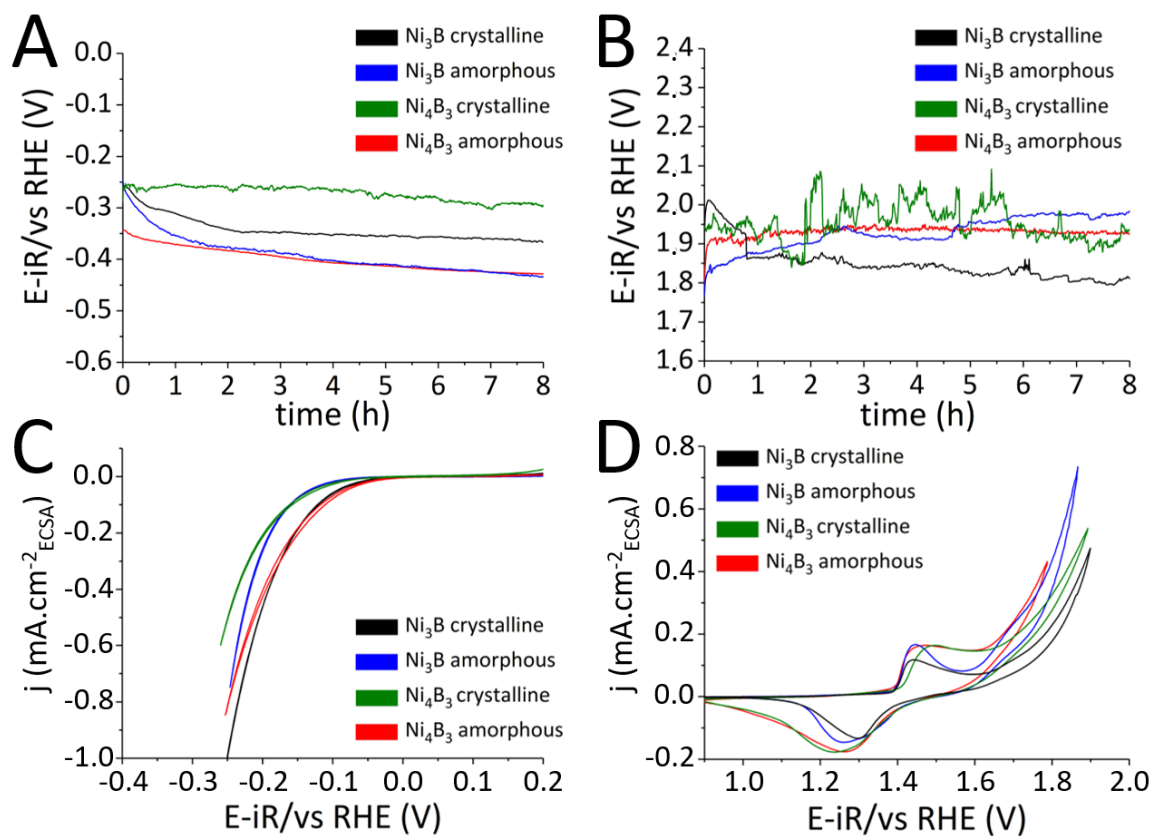 A
Ni₃B crystalline
Ni₃B amorphous
Ni₄B₃ crystalline
Ni₄B₃ amorphous
0.0
-0.1
-0.2
-0.3
-0.4
-0.5
-0.6
E-iR/vs RHE (V)
0 1 2 3 4 5 6 7 8
time (h)
B
Ni₃B crystalline
Ni₃B amorphous
Ni₄B₃ crystalline
Ni₄B₃ amorphous
2.4
2.3
2.2
2.1
2.0
1.9
1.8
1.7
1.6
E-iR/vs RHE (V)
0 1 2 3 4 5 6 7 8
time (h)
C
0.0
-0.2
-0.4
-0.6
-0.8
-1.0
j (mA.cm⁻²ECSA)
Ni₃B crystalline
Ni₃B amorphous
Ni₄B₃ crystalline
Ni₄B₃ amorphous
-0.4 -0.3 -0.2 -0.1 0.0 0.1 0.2
E-iR/vs RHE (V)
D
Ni₃B crystalline
Ni₃B amorphous
Ni₄B₃ crystalline
Ni₄B₃ amorphous
0.8
0.6
0.4
0.2
0.0
-0.2
j (mA.cm⁻²ECSA)
1.0 1.2 1.4 1.6 1.8 2.0
E-iR/vs RHE (V)